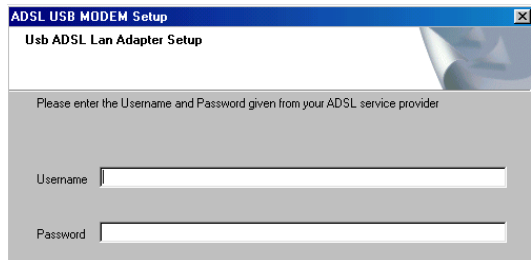 ADSL USB MODEM Setup
Usb ADSL Lan Adapter Setup
Please enter the Username and Password given from your ADSL service provider
Username
Password